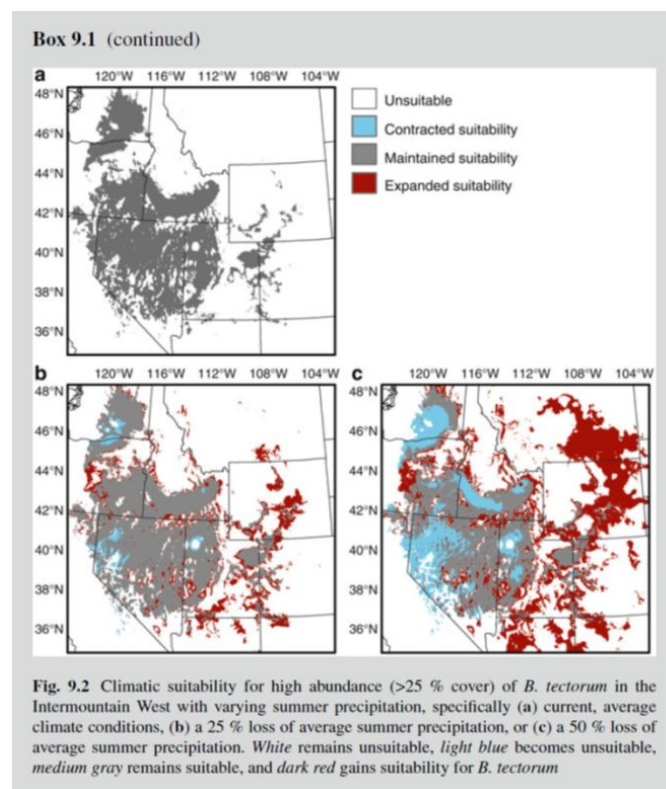 Box 9.1 (continued)
a
120°W 116°W 112°W 108°W 104°W
48°N
46°N
44°N
42°N
40°N
38°N
36°N
Unsuitable
Contracted suitability
Maintained suitability
Expanded suitability
b
120°W 116°W 112°W 108°W 104°W
48°N
46°N
44°N
42°N
40°N
38°N
36°N
c
120°W 116°W 112°W 108°W 104°W
48°N
46°N
44°N
42°N
40°N
38°N
36°N
Fig. 9.2 Climatic suitability for high abundance (>25 % cover) of B. tectorum in the
Intermountain West with varying summer precipitation, specifically (a) current, average
climate conditions, (b) a 25 % loss of average summer precipitation, or (c) a 50 % loss of
average summer precipitation. White remains unsuitable, light blue becomes unsuitable,
medium gray remains suitable, and dark red gains suitability for B. tectorum